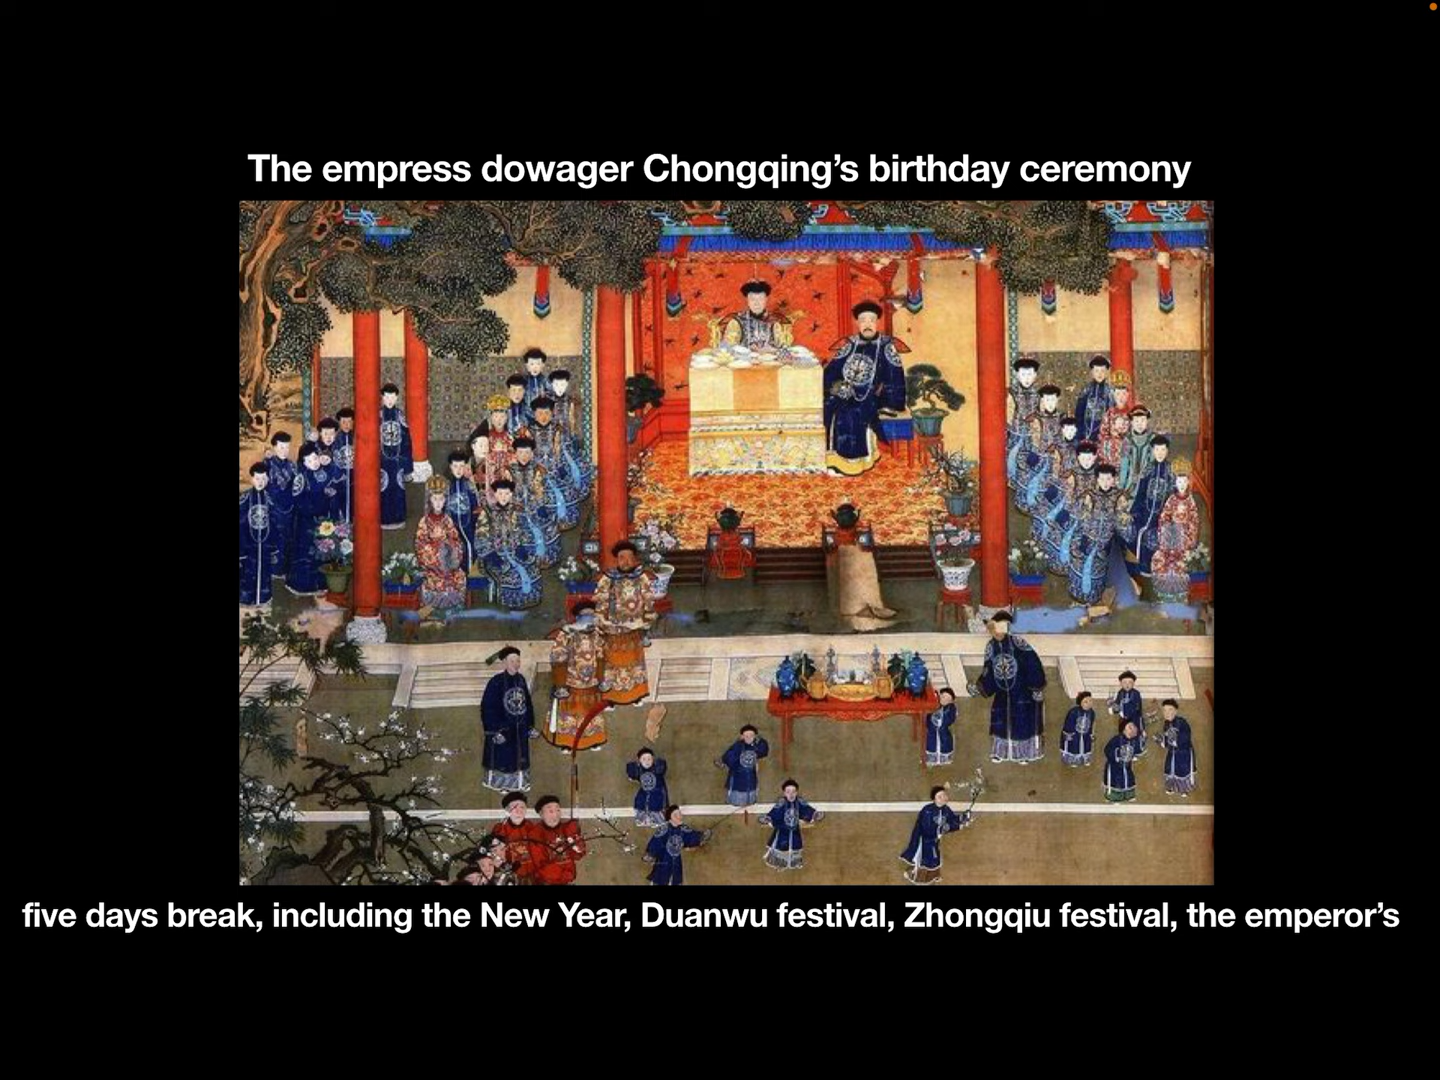 The empress dowager Chongqing’s birthday ceremony
five days break, including the New Year, Duanwu festival, Zhongqiu festival, the emperor’s